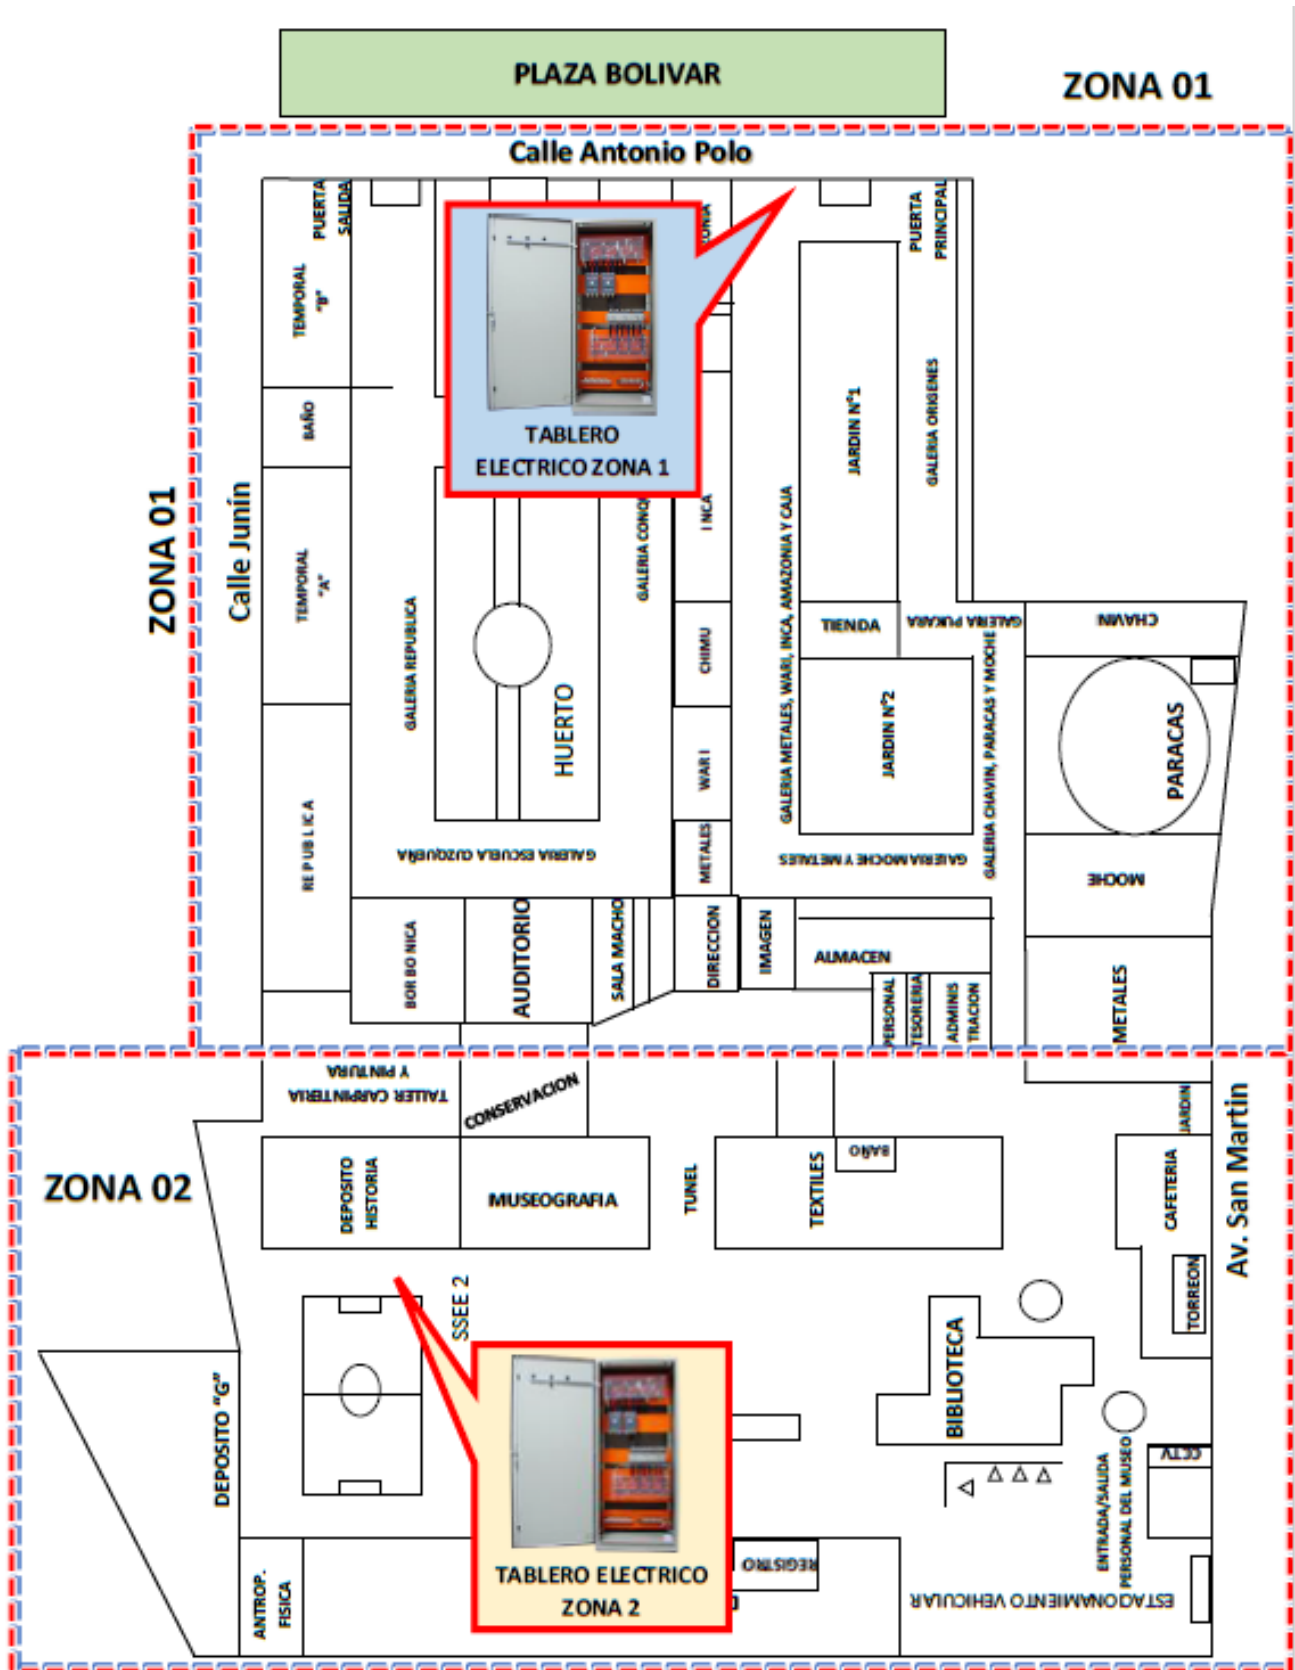 PLAZA BOLIVAR
ZONA 01
Calle Antonio Polo
PUERTA
SALIDA
PUERTA
PRINCIPAL
TEMPORAL
"B"
TABLERO
ELECTRICO ZONA 1
BAÑO
JARDIN N°1
GALERIA ORIGENES
ZONA 01
Calle Junín
TEMPORAL
"A"
INCA
GALERIA METALES, WARI, INCA, AMAZONIA Y CAJA
GALERIA REPUBLICA
CHIMU
TIENDA
GALERIA PUKARA
CHAVIN
HUERTO
JARDIN N°2
GALERIA CHAVIN, PARACAS Y MOCHE
PARACAS
WARI
REPUBLICA
GALERIA ESCUELA CUZQUEÑA
METALES
GALERIA MOCHE Y METALES
MOCHE
BORBONICA
AUDITORIO
SALA MACHO
DIRECCION
IMAGEN
ALMACEN
PERSONAL
TESORERIA
ADMINIS
TRACION
METALES
TALLER CARPINTERIA
Y PINTURA
CONSERVACION
JARDIN
Av. San Martin
ZONA 02
DEPOSITO
HISTORIA
MUSEOGRAFIA
TUNEL
TEXTILES
BAÑO
CAFETERIA
TORREON
SSEE 2
BIBLIOTECA
DEPOSITO "G"
CCTV
ENTRADA/SALIDA
PERSONAL DEL MUSEO
TABLERO ELECTRICO
ZONA 2
REGISTRO
ESTACIONAMIENTO VEHICULAR
ANTROP.
FISICA